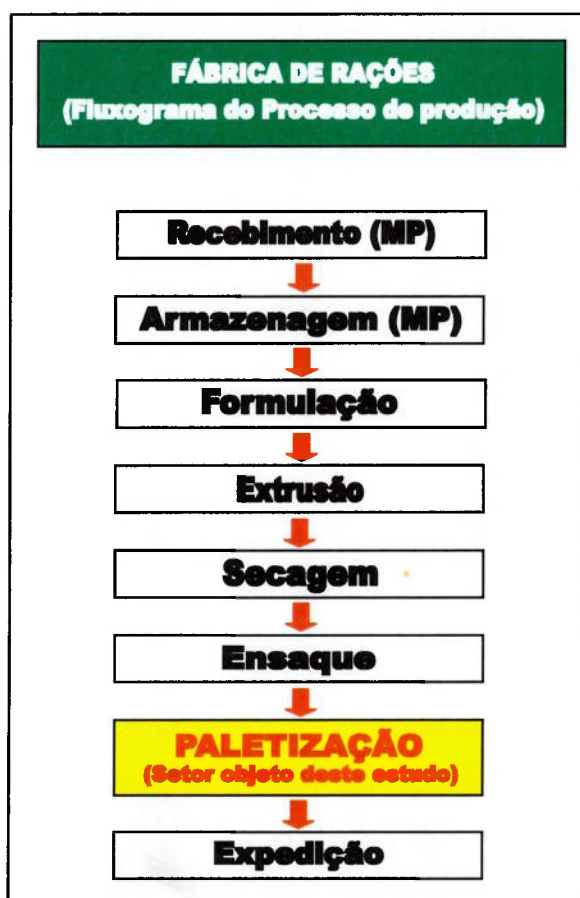 FÁBRICA DE RAÇÕES
(Fluxograma do Processo de produção)
Recebimento (MP)
Armazenagem (MP)
Formulação
Extrusão
Secagem
Ensaque
PALETIZAÇÃO
(Setor objeto deste estudo)
Expedição